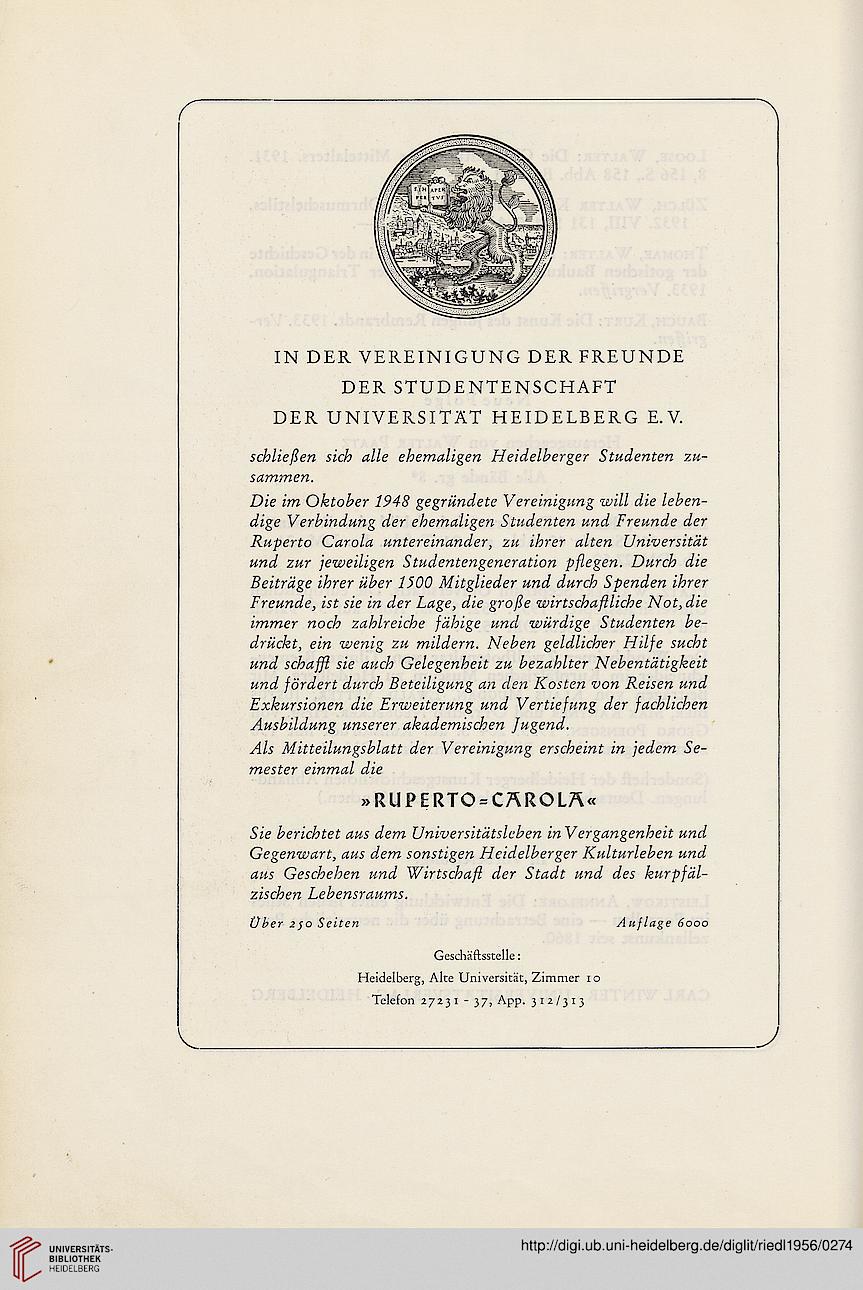 SEM PER APER TUS
IN DER VEREINIGUNG DER FREUNDE
DER STUDENTENSCHAFT
DER UNIVERSITÄT HEIDELBERG E.V.
schließen sich alle ehemaligen Heidelberger Studenten zu-
sammen.
Die im Oktober 1948 gegründete Vereinigung will die leben-
dige Verbindung der ehemaligen Studenten und Freunde der
Ruperto Carola untereinander, zu ihrer alten Universität
und zur jeweiligen Studentengeneration pflegen. Durch die
Beiträge ihrer über 1500 Mitglieder und durch Spenden ihrer
Freunde, ist sie in der Lage, die große wirtschaftliche Not, die
immer noch zahlreiche fähige und würdige Studenten be-
drückt, ein wenig zu mildern. Neben geldlicher Hilfe sucht
und schafft sie auch Gelegenheit zu bezahlter Nebentätigkeit
und fördert durch Beteiligung an den Kosten von Reisen und
Exkursionen die Erweiterung und Vertiefung der fachlichen
Ausbildung unserer akademischen Jugend.
Als Mitteilungsblatt der Vereinigung erscheint in jedem Se-
mester einmal die
»RUPERTO=CAROLA«
Sie berichtet aus dem Universitätsleben in Vergangenheit und
Gegenwart, aus dem sonstigen Heidelberger Kulturleben und
aus Geschehen und Wirtschaft der Stadt und des kurpfäl-
zischen Lebensraums.
Über 250 Seiten Auflage 6000
Geschäftsstelle:
Heidelberg, Alte Universität, Zimmer 10
Telefon 27231 - 37, App. 312/313
UNIVERSITÄTS-
BIBLIOTHEK
HEIDELBERG
http://digi.ub.uni-heidelberg.de/diglit/riedl1956/0274